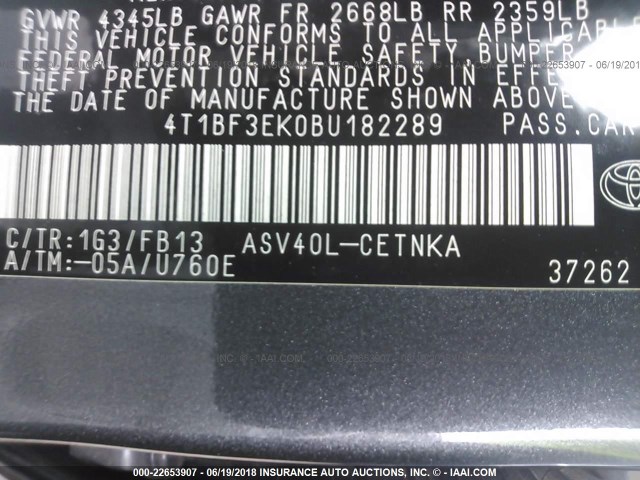 GVWR 4345LB GAWR FR 2668LB RR 2359LB
THIS VEHICLE CONFORMS TO ALL APPLICABLE
FEDERAL MOTOR VEHICLE SAFETY BUMPER
THEFT PREVENTION STANDARDS IN EFFE
THE DATE OF MANUFACTURE SHOWN ABOVE
4T1BF3EK0BU182289 PASS.CAR
C/TR:1G3/FB13 ASV40L-CETNKA
A/TM:-05A/U760E
37262
000-22653907 - 06/19/2018 INSURANCE AUTO AUCTIONS, INC. - © IAAI.COM